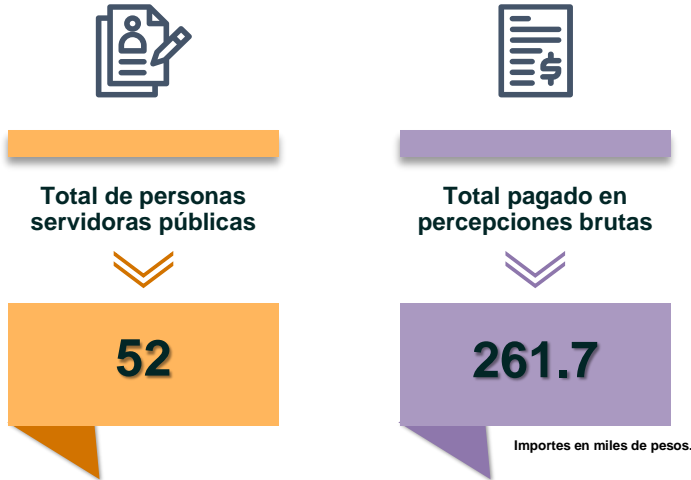 Total de personas
servidoras públicas
52
Total pagado en
percepciones brutas
261.7
Importes en miles de pesos.